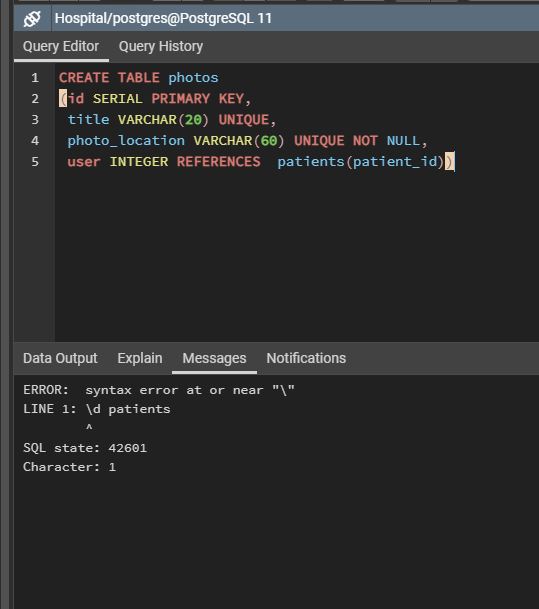 Hospital/postgres@PostgreSQL 11
Query Editor Query History
1 CREATE TABLE photos
2 (id SERIAL PRIMARY KEY,
3 title VARCHAR(20) UNIQUE,
4 photo_location VARCHAR(60) UNIQUE NOT NULL,
5 user INTEGER REFERENCES  patients(patient_id))
Data Output Explain Messages Notifications
ERROR:  syntax error at or near "\"
LINE 1: \d patients
^
SQL state: 42601
Character: 1